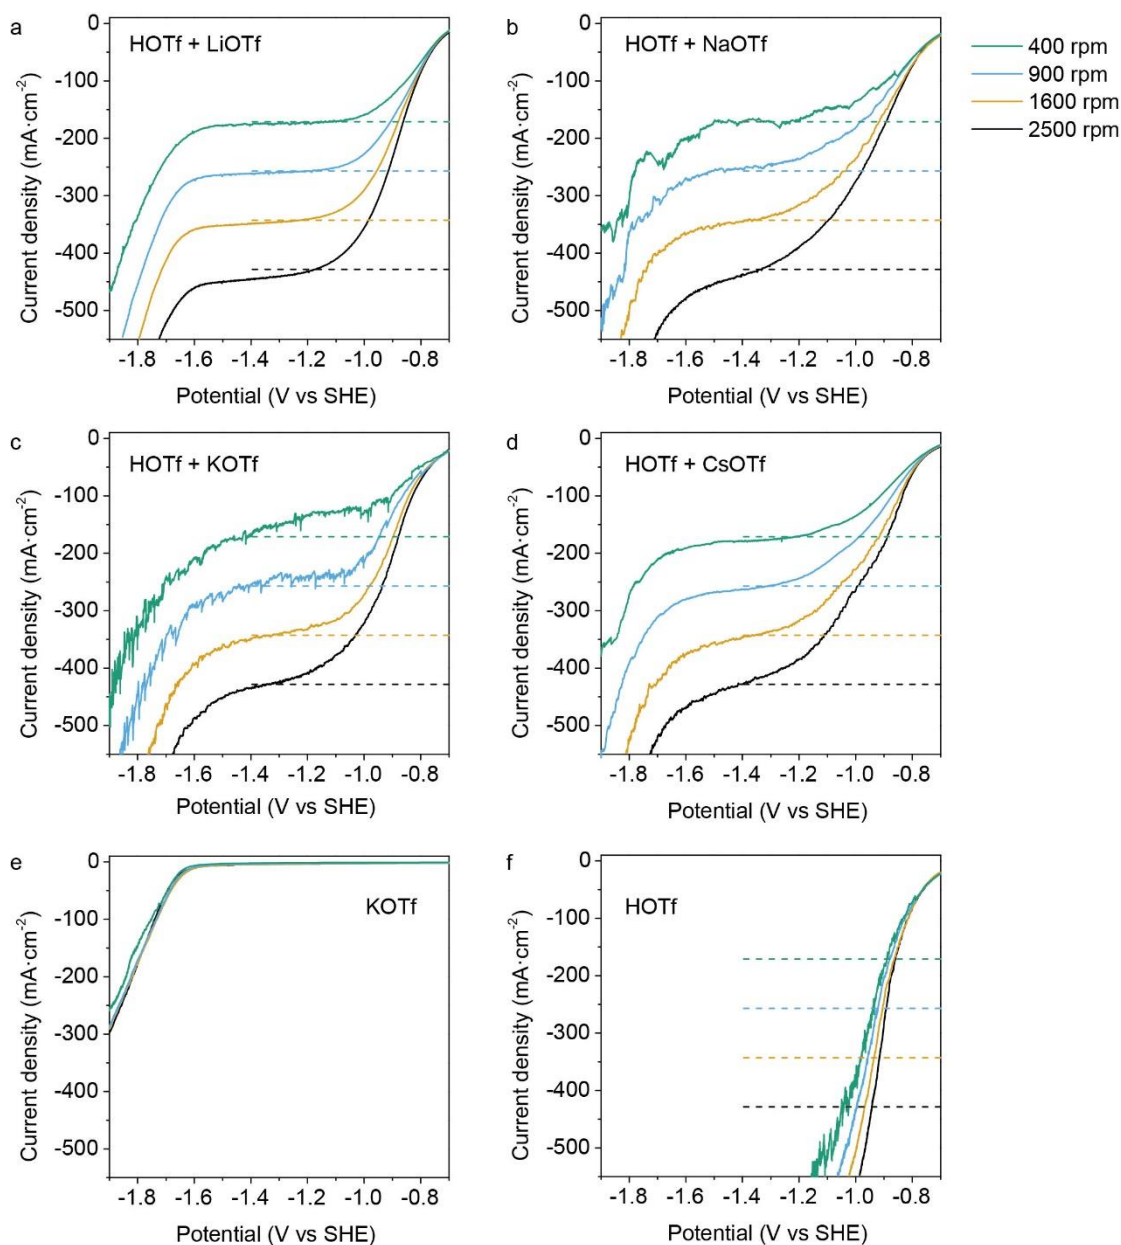 a
HOTf + LiOTf
0
-100
-200
-300
-400
-500
Current density (mA·cm-2)
-1.8 -1.6 -1.4 -1.2 -1.0 -0.8
Potential (V vs SHE)
b
HOTf + NaOTf
0
-100
-200
-300
-400
-500
Current density (mA·cm-2)
-1.8 -1.6 -1.4 -1.2 -1.0 -0.8
Potential (V vs SHE)
400 rpm
900 rpm
1600 rpm
2500 rpm
c
HOTf + KOTf
0
-100
-200
-300
-400
-500
Current density (mA·cm-2)
-1.8 -1.6 -1.4 -1.2 -1.0 -0.8
Potential (V vs SHE)
d
HOTf + CsOTf
0
-100
-200
-300
-400
-500
Current density (mA·cm-2)
-1.8 -1.6 -1.4 -1.2 -1.0 -0.8
Potential (V vs SHE)
e
KOTf
0
-100
-200
-300
-400
-500
Current density (mA·cm-2)
-1.8 -1.6 -1.4 -1.2 -1.0 -0.8
Potential (V vs SHE)
f
HOTf
0
-100
-200
-300
-400
-500
Current density (mA·cm-2)
-1.8 -1.6 -1.4 -1.2 -1.0 -0.8
Potential (V vs SHE)